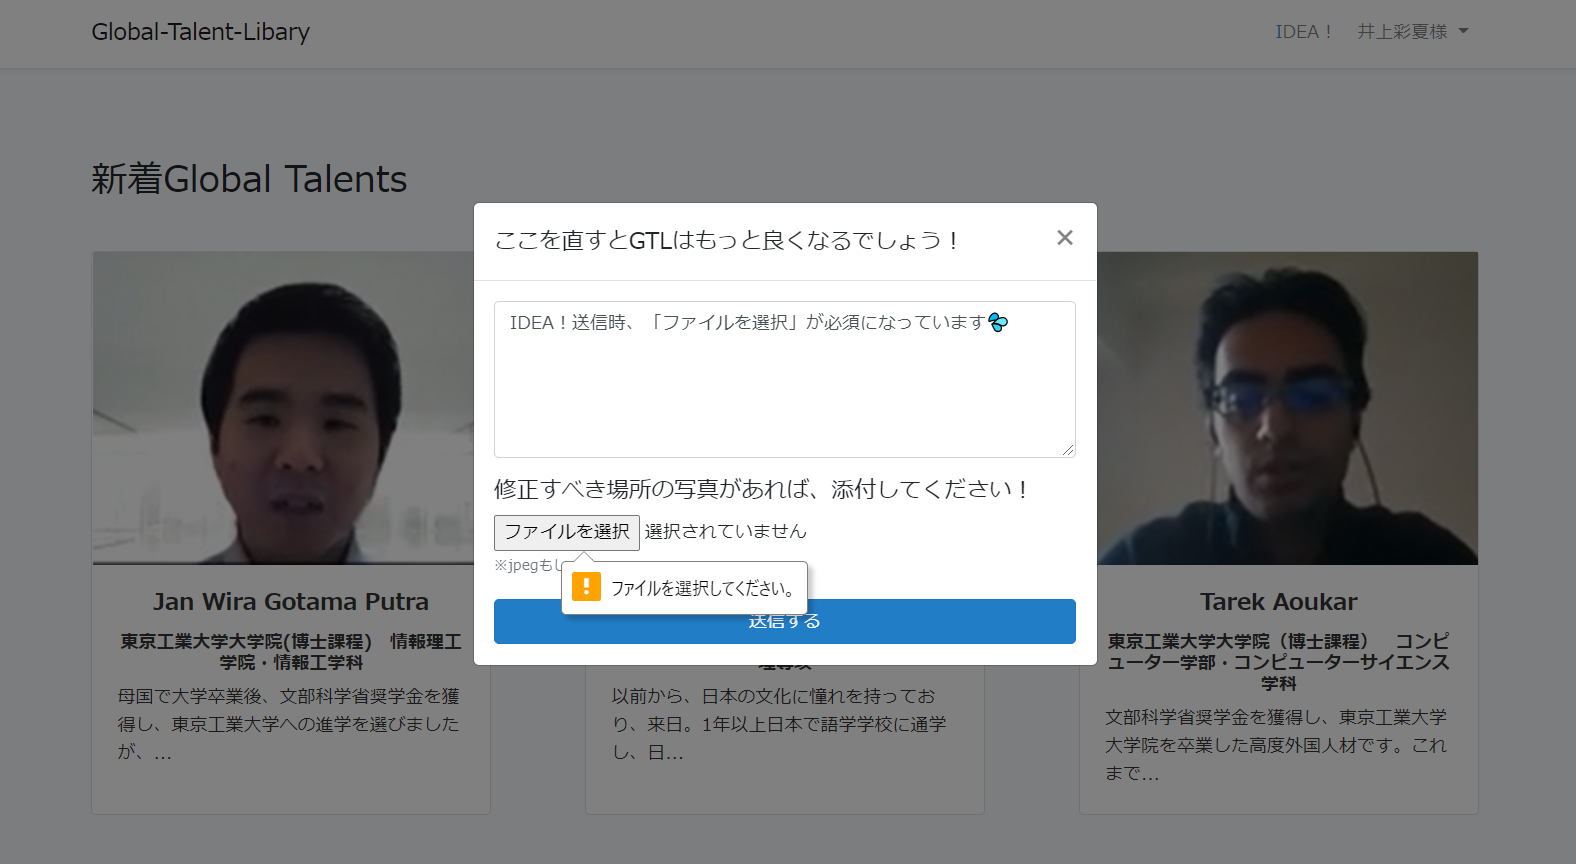 Global-Talent-Libary
IDEA！
井上彩夏様
新着Global Talents
ここを直すとGTLはもっと良くなるでしょう！
×
IDEA！送信時、「ファイルを選択」が必須になっています💦
修正すべき場所の写真があれば、添付してください！
ファイルを選択 選択されていません
※jpegもし
ファイルを選択してください。
送信する
Jan Wira Gotama Putra
東京工業大学大学院(博士課程)　情報理工
学院・情報工学科
母国で大学卒業後、文部科学省奨学金を獲
得し、東京工業大学への進学を選びました
が、...
以前から、日本の文化に憧れを持ってお
り、来日。1年以上日本で語学学校に通学
し、日...
Tarek Aoukar
東京工業大学大学院（博士課程）　コンピ
ューター学部・コンピューターサイエンス
学科
文部科学省奨学金を獲得し、東京工業大学
大学院を卒業した高度外国人材です。これ
まで...